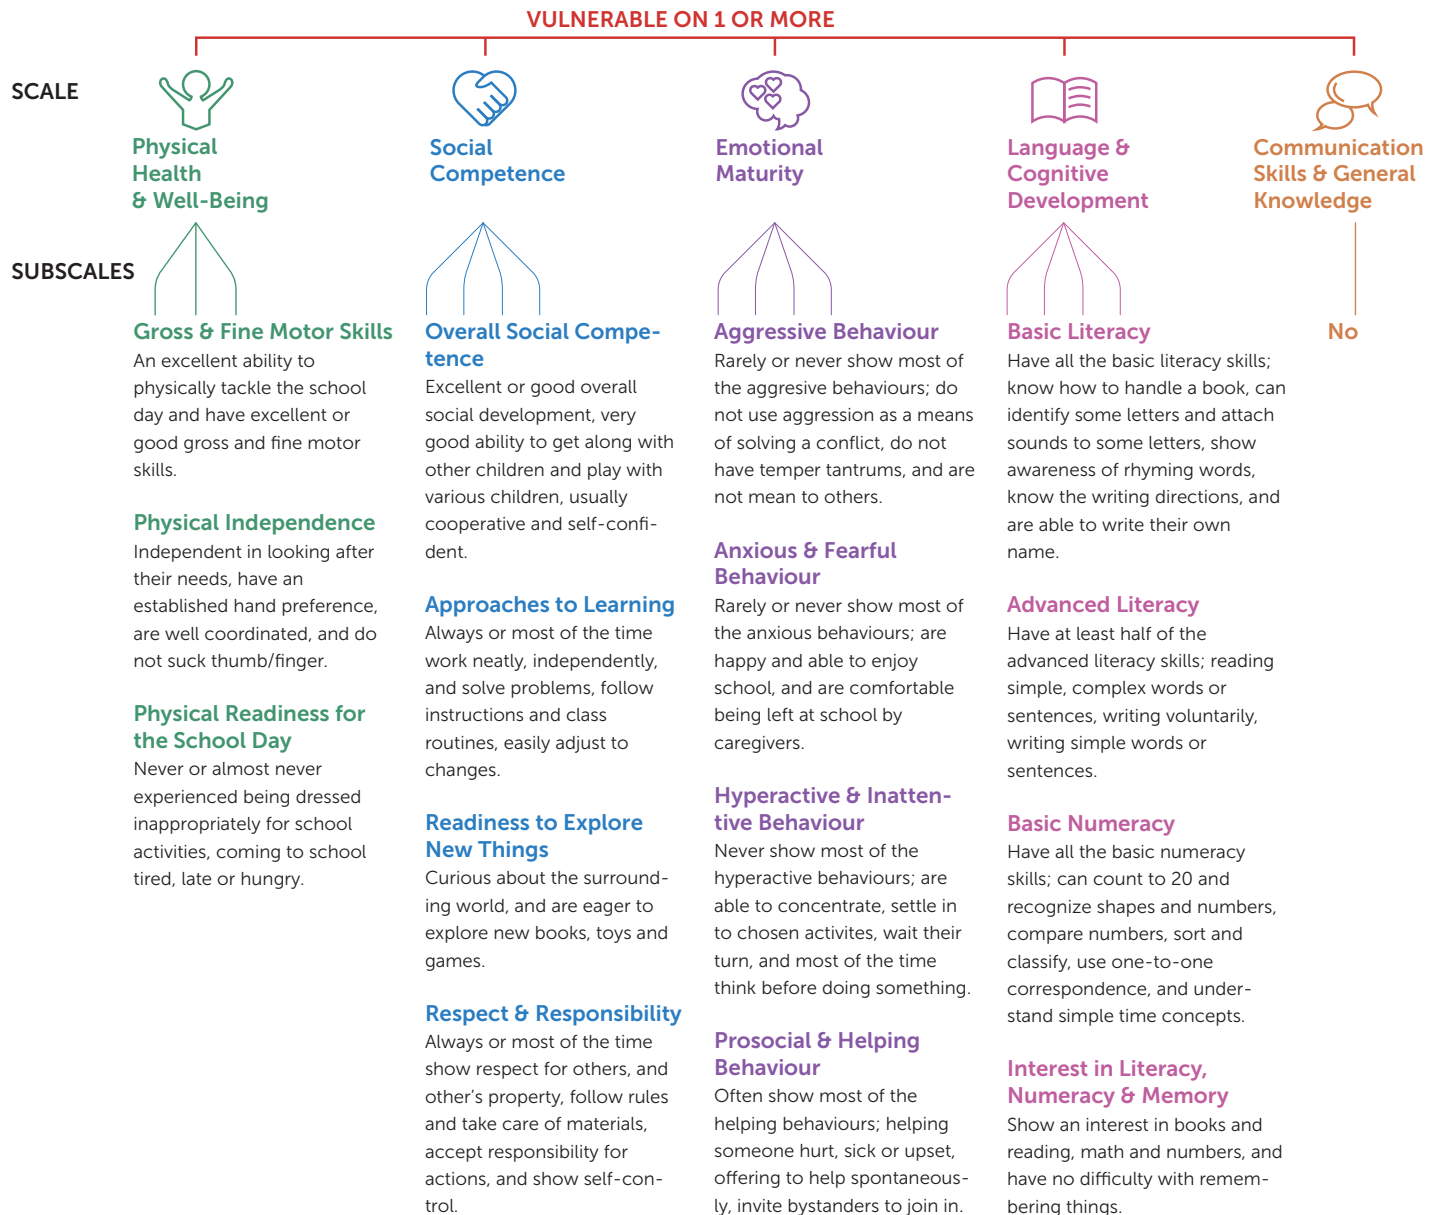 VULNERABLE ON 1 OR MORE
SCALE
Physical
Health
& Well-Being
Social
Competence
Emotional
Maturity
Language &
Cognitive
Development
Communication
Skills & General
Knowledge
SUBSCALES
Gross & Fine Motor Skills
An excellent ability to
physically tackle the school
day and have excellent or
good gross and fine motor
skills.
Physical Independence
Independent in looking after
their needs, have an
established hand preference,
are well coordinated, and do
not suck thumb/finger.
Physical Readiness for
the School Day
Never or almost never
experienced being dressed
inappropriately for school
activities, coming to school
tired, late or hungry.
Overall Social Compe-
tence
Excellent or good overall
social development, very
good ability to get along with
other children and play with
various children, usually
cooperative and self-confi-
dent.
Approaches to Learning
Always or most of the time
work neatly, independently,
and solve problems, follow
instructions and class
routines, easily adjust to
changes.
Readiness to Explore
New Things
Curious about the surround-
ing world, and are eager to
explore new books, toys and
games.
Respect & Responsibility
Always or most of the time
show respect for others, and
other's property, follow rules
and take care of materials,
accept responsibility for
actions, and show self-con-
trol.
Aggressive Behaviour
Rarely or never show most of
the aggresive behaviours; do
not use aggression as a means
of solving a conflict, do not
have temper tantrums, and are
not mean to others.
Anxious & Fearful
Behaviour
Rarely or never show most of
the anxious behaviours; are
happy and able to enjoy
school, and are comfortable
being left at school by
caregivers.
Hyperactive & Inatten-
tive Behaviour
Never show most of the
hyperactive behaviours; are
able to concentrate, settle in
to chosen activites, wait their
turn, and most of the time
think before doing something.
Prosocial & Helping
Behaviour
Often show most of the
helping behaviours; helping
someone hurt, sick or upset,
offering to help spontaneous-
ly, invite bystanders to join in.
Basic Literacy
Have all the basic literacy skills;
know how to handle a book, can
identify some letters and attach
sounds to some letters, show
awareness of rhyming words,
know the writing directions, and
are able to write their own
name.
Advanced Literacy
Have at least half of the
advanced literacy skills; reading
simple, complex words or
sentences, writing voluntarily,
writing simple words or
sentences.
Basic Numeracy
Have all the basic numeracy
skills; can count to 20 and
recognize shapes and numbers,
compare numbers, sort and
classify, use one-to-one
correspondence, and under-
stand simple time concepts.
Interest in Literacy,
Numeracy & Memory
Show an interest in books and
reading, math and numbers, and
have no difficulty with remem-
bering things.
No